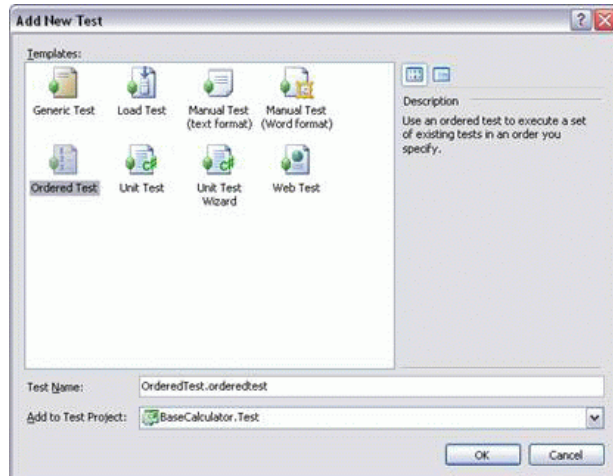 Add New Test
Templates:
Generic Test
Load Test
Manual Test
(text format)
Manual Test
(Word format)
Ordered Test
Unit Test
Unit Test
Wizard
Web Test
Description
Use an ordered test to execute a set
of existing tests in an order you
specify.
Test Name:
OrderedTest.orderedtest
Add to Test Project:
BaseCalculator.Test
OK
Cancel